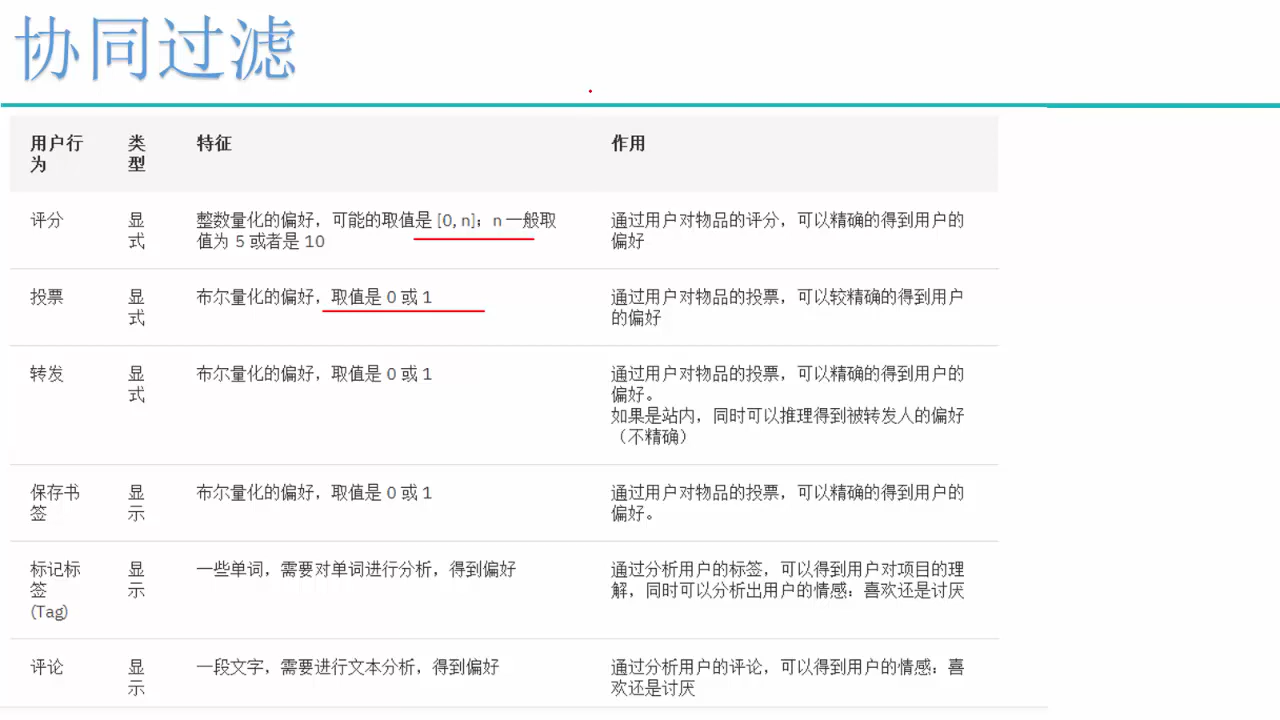 协同过滤
用户行为 类型 特征 作用
评分 显式 整数量化的偏好，可能的取值是 [0, n]；n 一般取值为 5 或者是 10 通过用户对物品的评分，可以精确的得到用户的偏好
投票 显式 布尔量化的偏好，取值是 0 或 1 通过用户对物品的投票，可以较精确的得到用户的偏好
转发 显式 布尔量化的偏好，取值是 0 或 1 通过用户对物品的投票，可以精确的得到用户的偏好。
如果是站内，同时可以推理得到被转发人的偏好（不精确）
保存书签 显示 布尔量化的偏好，取值是 0 或 1 通过用户对物品的投票，可以精确的得到用户的偏好。
标记标签(Tag) 显示 一些单词，需要对单词进行分析，得到偏好 通过分析用户的标签，可以得到用户对项目的理解，同时可以分析出用户的情感：喜欢还是讨厌
评论 显示 一段文字，需要进行文本分析，得到偏好 通过分析用户的评论，可以得到用户的情感：喜欢还是讨厌